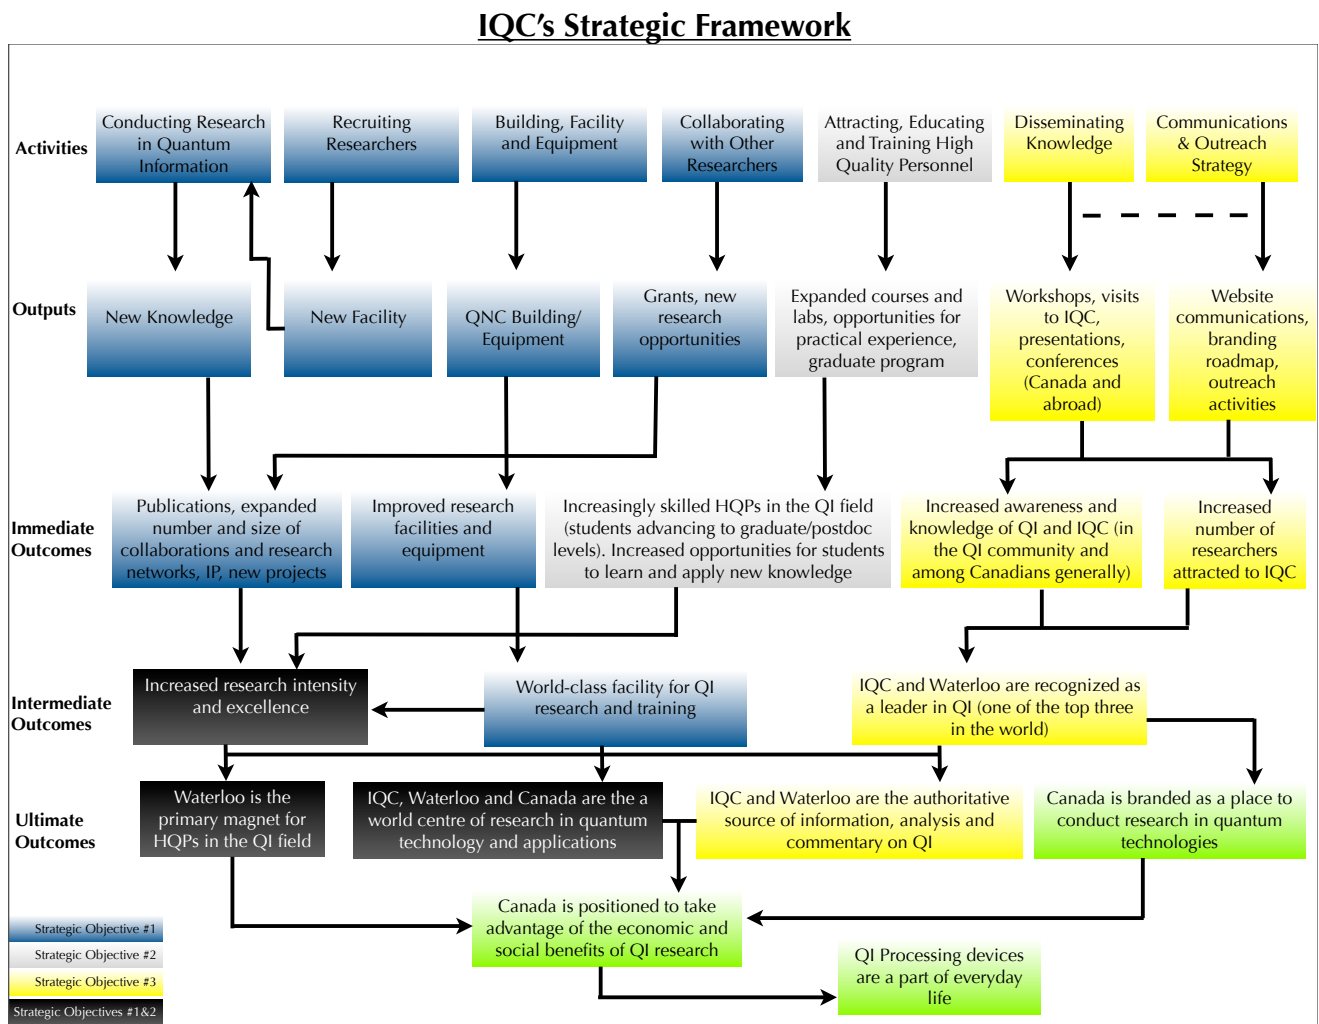 IQC's Strategic Framework
Activities
Conducting Research
in Quantum
Information
Recruiting
Researchers
Building, Facility
and Equipment
Collaborating
with Other
Researchers
Attracting, Educating
and Training High
Quality Personnel
Disseminating
Knowledge
Communications
& Outreach
Strategy
Outputs
New Knowledge
New Facility
QNC Building/
Equipment
Grants, new
research
opportunities
Expanded courses and
labs, opportunities for
practical experience,
graduate program
Workshops, visits
to IQC,
presentations,
conferences
(Canada and
abroad)
Website
communications,
branding
roadmap,
outreach
activities
Immediate
Outcomes
Publications, expanded
number and size of
collaborations and research
networks, IP, new projects
Improved research
facilities and
equipment
Increasingly skilled HQPs in the QI field
(students advancing to graduate/postdoc
levels). Increased opportunities for students
to learn and apply new knowledge
Increased awareness and
knowledge of QI and IQC (in
the QI community and
among Canadians generally)
Increased
number of
researchers
attracted to IQC
Intermediate
Outcomes
Increased research intensity
and excellence
World-class facility for QI
research and training
IQC and Waterloo are recognized as
a leader in QI (one of the top three
in the world)
Ultimate
Outcomes
Waterloo is the
primary magnet for
HQPs in the QI field
IQC, Waterloo and Canada are the a
world centre of research in quantum
technology and applications
IQC and Waterloo are the authoritative
source of information, analysis and
commentary on QI
Canada is branded as a place to
conduct research in quantum
technologies
Canada is positioned to take
advantage of the economic and
social benefits of QI research
QI Processing devices
are a part of everyday
life
Strategic Objective #1
Strategic Objective #2
Strategic Objective #3
Strategic Objectives #1&2